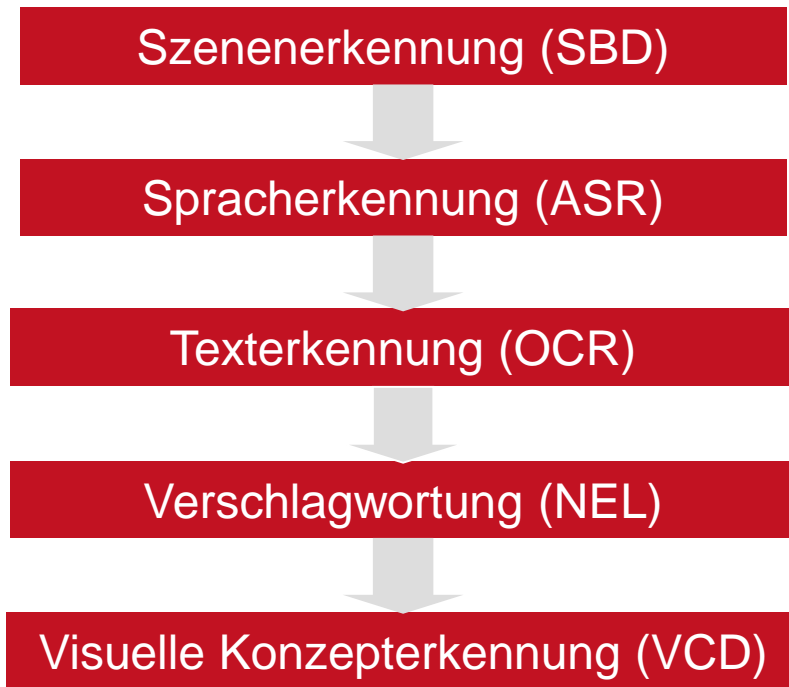 Szenenerkennung (SBD)
Spracherkennung (ASR)
Texterkennung (OCR)
Verschlagwortung (NEL)
Visuelle Konzepterkennung (VCD)